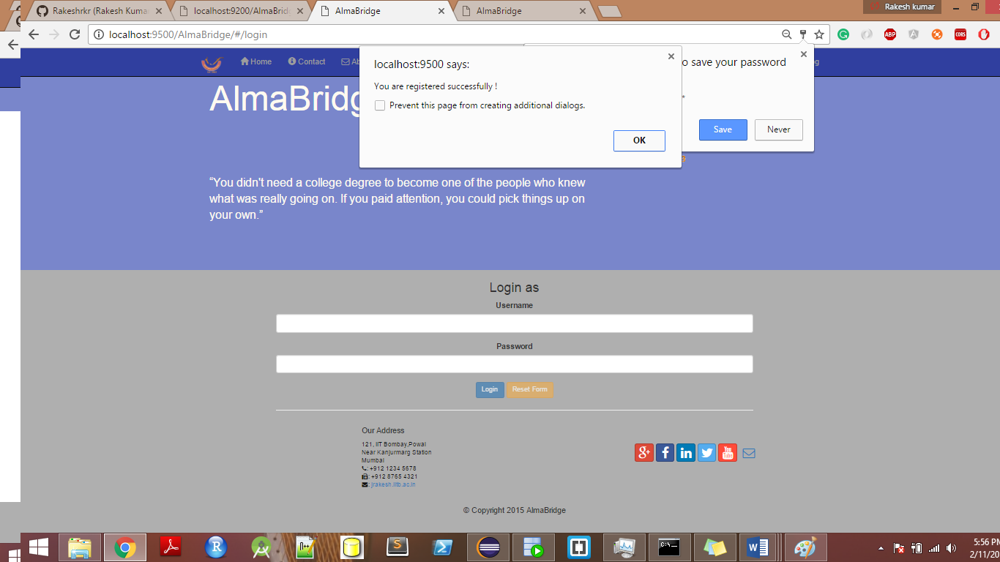 Rakeshrkr (Rakesh Kuma
localhost:9200/AlmaBrid
AlmaBridge
AlmaBridge
Rakesh kumar
localhost:9500/AlmaBridge/#/login
ABP
CORS
Home
Contact
Ab
og
localhost:9500 says:
o save your password
You are registered successfully !
*
Prevent this page from creating additional dialogs.
Save
Never
OK
AlmaBridg
“You didn't need a college degree to become one of the people who knew
what was really going on. If you paid attention, you could pick things up on
your own.”
Login as
Username
Password
Login
Reset Form
Our Address
121, IIT Bombay,Powai
Near Kanjurmarg Station
Mumbai
: +912 1234 5678
: +912 8765 4321
: jrakesh.iitb.ac.in
© Copyright 2015 AlmaBridge
5:56 PM
2/11/20